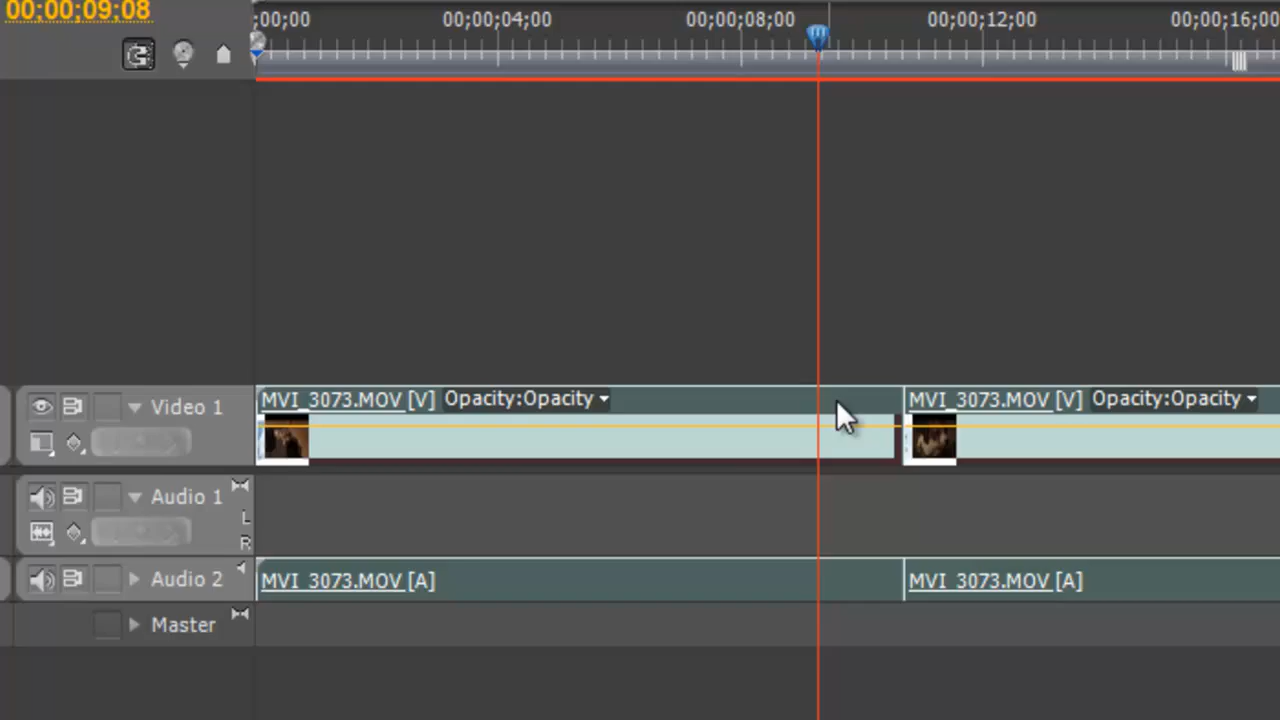 00;00;09;08
;00;00 00;00;04;00 00;00;08;00 00;00;12;00 00;00;16;00
Video 1 MVI_3073.MOV [V] Opacity:Opacity MVI_3073.MOV [V] Opacity:Opacity
Audio 1
L
R
Audio 2 MVI_3073.MOV [A] MVI_3073.MOV [A]
Master